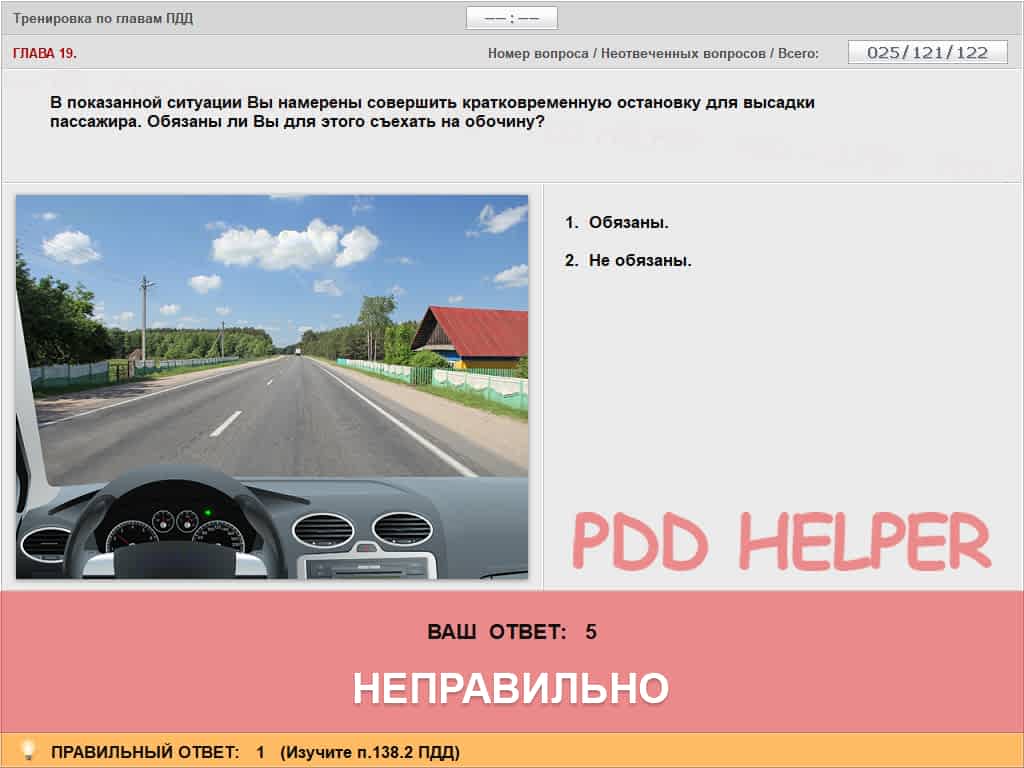 Тренировка по главам ПДД
–– : ––
ГЛАВА 19.
Номер вопроса / Неотвеченных вопросов / Всего: 025/121/122
В показанной ситуации Вы намерены совершить кратковременную остановку для высадки
пассажира. Обязаны ли Вы для этого съехать на обочину?
1. Обязаны.
2. Не обязаны.
PDD HELPER
ВАШ ОТВЕТ: 5
НЕПРАВИЛЬНО
ПРАВИЛЬНЫЙ ОТВЕТ: 1 (Изучите п.138.2 ПДД)